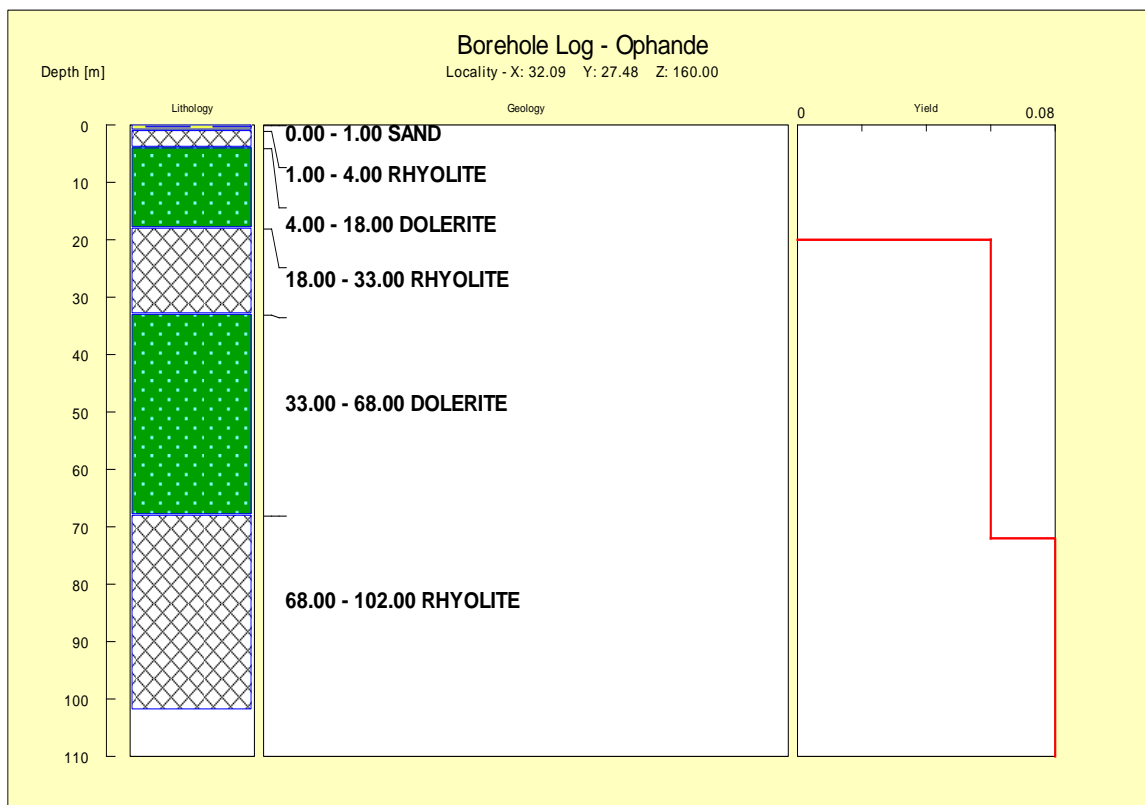 Borehole Log - Ophande
Depth [m]
Locality - X: 32.09 Y: 27.48 Z: 160.00
Lithology
Geology
0 Yield 0.08
0
10
20
30
40
50
60
70
80
90
100
110
0.00 - 1.00 SAND
1.00 - 4.00 RHYOLITE
4.00 - 18.00 DOLERITE
18.00 - 33.00 RHYOLITE
33.00 - 68.00 DOLERITE
68.00 - 102.00 RHYOLITE